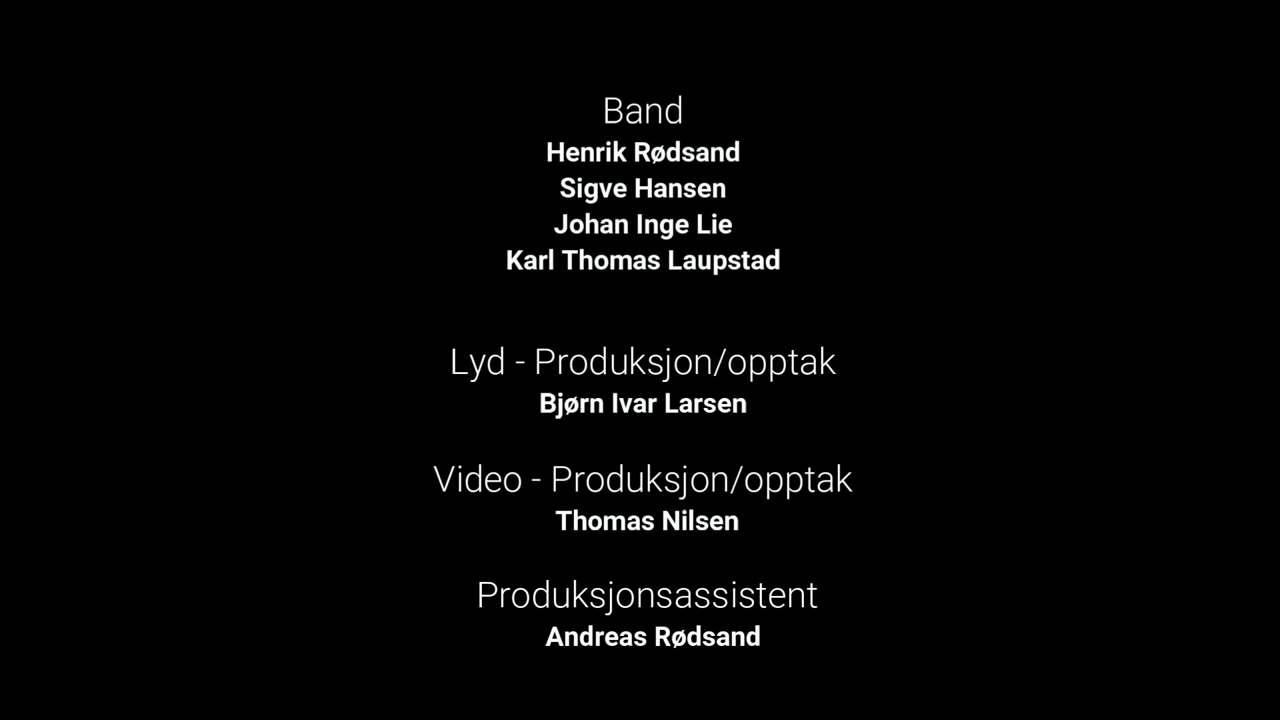 Band
Henrik Rødsand
Sigve Hansen
Johan Inge Lie
Karl Thomas Laupstad
Lyd - Produksjon/opptak
Bjørn Ivar Larsen
Video - Produksjon/opptak
Thomas Nilsen
Produksjonsassistent
Andreas Rødsand